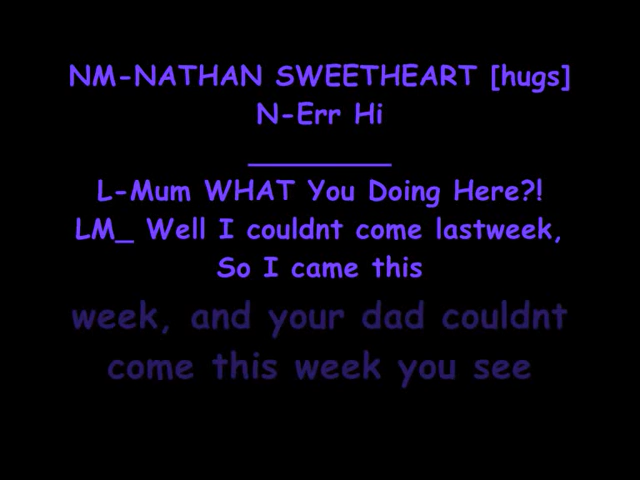 NM-NATHAN SWEETHEART [hugs]
N-Err Hi
__________
L-Mum WHAT You Doing Here?!
LM_ Well I couldnt come lastweek,
So I came this
week, and your dad couldnt
come this week you see